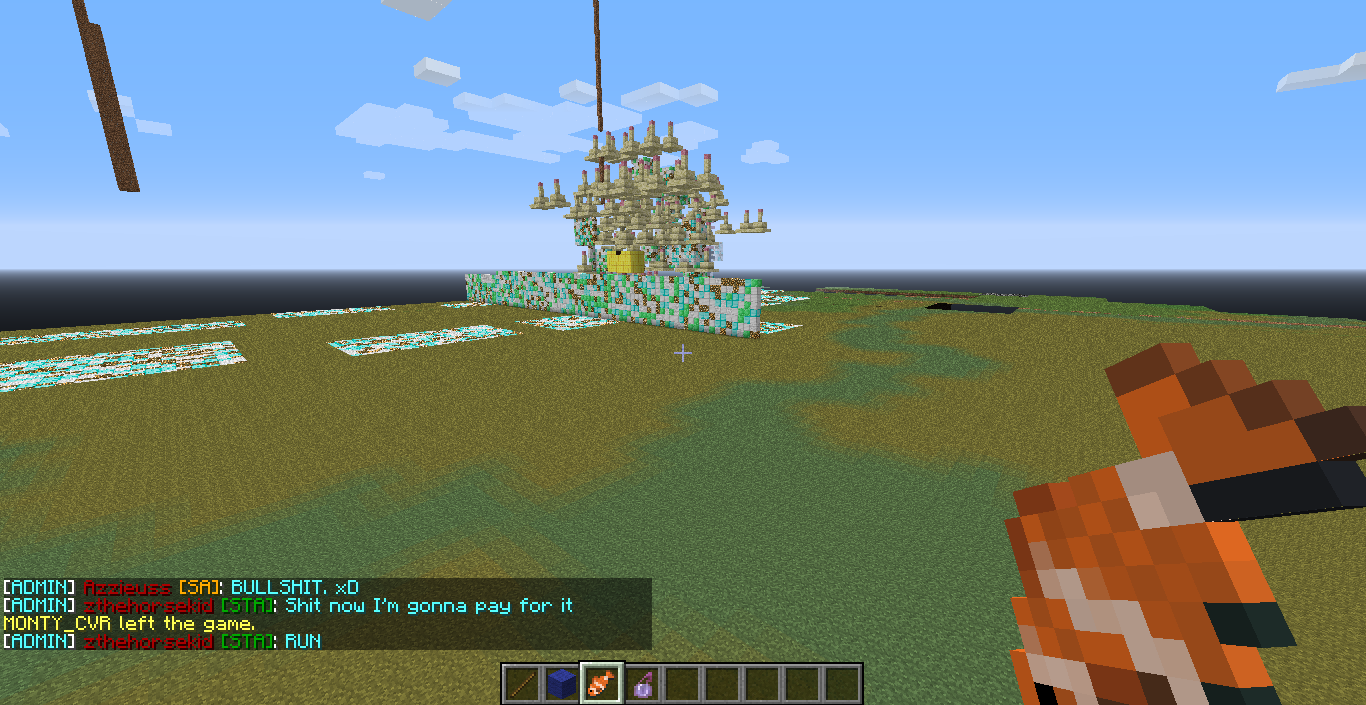 [ADMIN] Azzieuss [SA]: BULLSHIT. xD
[ADMIN] zthehorsekid [STA]: Shit now I'm gonna pay for it
MONTY_CVR left the game.
[ADMIN] zthehorsekid [STA]: RUN